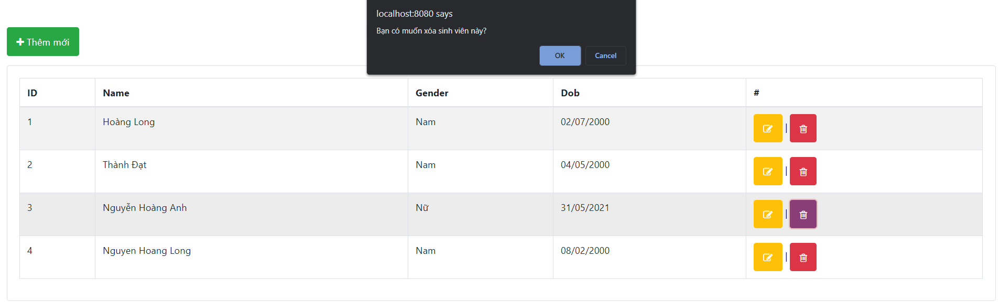 localhost:8080 says
Bạn có muốn xóa sinh viên này?
OK Cancel
Thêm mới
ID Name Gender Dob #
1 Hoàng Long Nam 02/07/2000 |
2 Thành Đạt Nam 04/05/2000 |
3 Nguyễn Hoàng Anh Nữ 31/05/2021 |
4 Nguyen Hoang Long Nam 08/02/2000 |